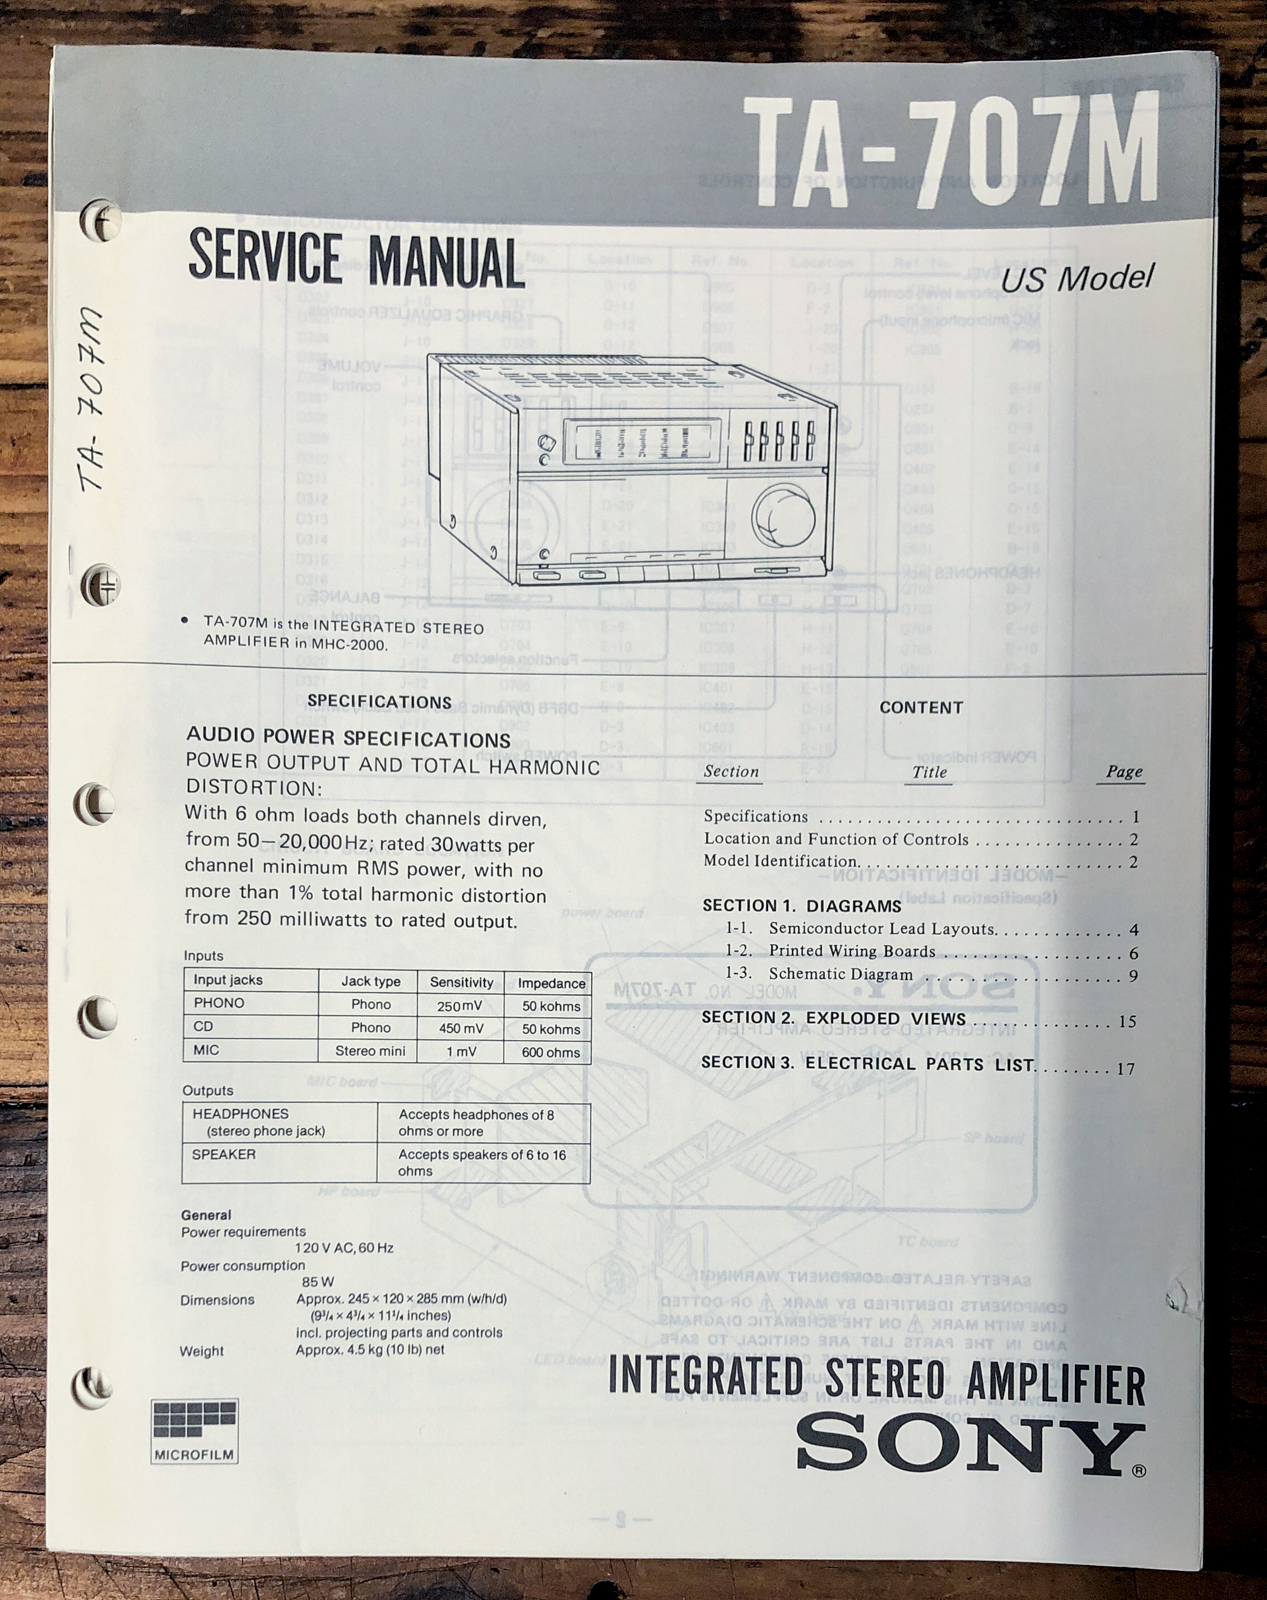 TA-707M
SERVICE MANUAL
US Model
TA-707M
• TA-707M is the INTEGRATED STEREO
AMPLIFIER in MHC-2000.
SPECIFICATIONS
AUDIO POWER SPECIFICATIONS
POWER OUTPUT AND TOTAL HARMONIC
DISTORTION:
With 6 ohm loads both channels dirven,
from 50—20,000 Hz; rated 30 watts per
channel minimum RMS power, with no
more than 1% total harmonic distortion
from 250 milliwatts to rated output.
Inputs
Input jacks Jack type Sensitivity Impedance
PHONO Phono 250 mV 50 kohms
CD Phono 450 mV 50 kohms
MIC Stereo mini 1 mV 600 ohms
Outputs
HEADPHONES Accepts headphones of 8
(stereo phone jack) ohms or more
SPEAKER Accepts speakers of 6 to 16
ohms
General
Power requirements
120 V AC, 60 Hz
Power consumption
85 W
Dimensions Approx. 245 × 120 × 285 mm (w/h/d)
(9¾ × 4¾ × 11¼ inches)
incl. projecting parts and controls
Weight Approx. 4.5 kg (10 lb) net
MICROFILM
CONTENT
Section Title Page
Specifications . . . . . . . . . . . . . . . . . . . . . . . . . . . . 1
Location and Function of Controls . . . . . . . . . . . . . . 2
Model Identification. . . . . . . . . . . . . . . . . . . . . . . . 2
SECTION 1. DIAGRAMS
1-1. Semiconductor Lead Layouts. . . . . . . . . . . . 4
1-2. Printed Wiring Boards . . . . . . . . . . . . . . . . . 6
1-3. Schematic Diagram . . . . . . . . . . . . . . . . . . . 9
SECTION 2. EXPLODED VIEWS . . . . . . . . . . . . . 15
SECTION 3. ELECTRICAL PARTS LIST. . . . . . . . 17
INTEGRATED STEREO AMPLIFIER
SONY®